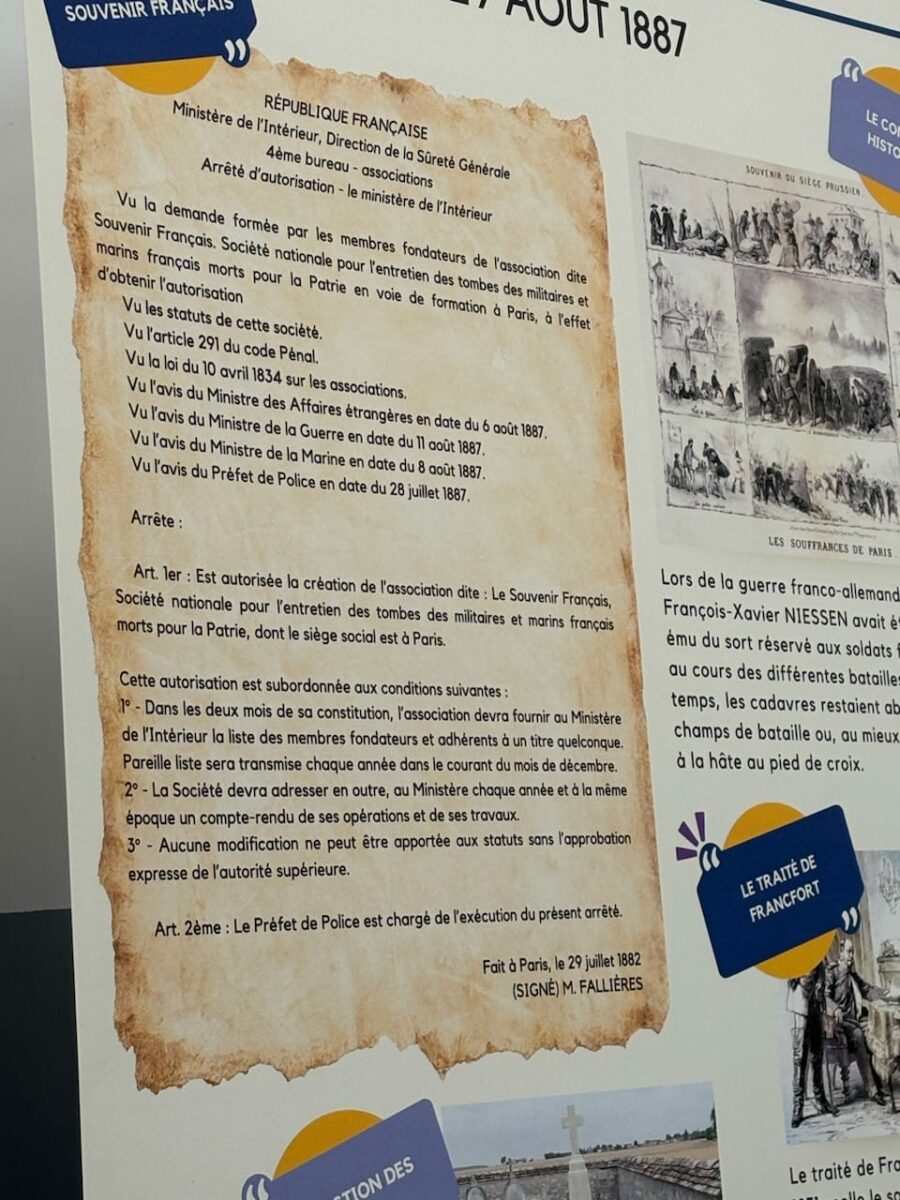 SOUVENIR FRANÇAIS
27 AOÛT 1887
RÉPUBLIQUE FRANÇAISE
Ministère de l'Intérieur, Direction de la Sûreté Générale
4ème bureau - associations
Arrêté d'autorisation - le ministère de l'Intérieur
Vu la demande formée par les membres fondateurs de l'association dite
Souvenir Français. Société nationale pour l'entretien des tombes des militaires et
marins français morts pour la Patrie en voie de formation à Paris, à l'effet
d'obtenir l'autorisation
Vu les statuts de cette société.
Vu l'article 291 du code Pénal.
Vu la loi du 10 avril 1834 sur les associations.
Vu l'avis du Ministre des Affaires étrangères en date du 6 août 1887.
Vu l'avis du Ministre de la Guerre en date du 11 août 1887.
Vu l'avis du Ministre de la Marine en date du 8 août 1887.
Vu l'avis du Préfet de Police en date du 28 juillet 1887.
Arrête :
Art. 1er : Est autorisée la création de l'association dite : Le Souvenir Français,
Société nationale pour l'entretien des tombes des militaires et marins français
morts pour la Patrie, dont le siège social est à Paris.
Cette autorisation est subordonnée aux conditions suivantes :
1° - Dans les deux mois de sa constitution, l'association devra fournir au Ministère
de l'Intérieur la liste des membres fondateurs et adhérents à un titre quelconque.
Pareille liste sera transmise chaque année dans le courant du mois de décembre.
2° - La Société devra adresser en outre, au Ministère chaque année et à la même
époque un compte-rendu de ses opérations et de ses travaux.
3° - Aucune modification ne peut être apportée aux statuts sans l'approbation
expresse de l'autorité supérieure.
Art. 2ème : Le Préfet de Police est chargé de l'exécution du présent arrêté.
Fait à Paris, le 29 juillet 1882
(SIGNÉ) M. FALLIÈRES
LE
HISTO
SOUVENIR DU SIÈGE PRUSSIEN
LES SOUFFRANCES DE PARIS.
Lors de la guerre franco-allemand
François-Xavier NIESSEN avait é
ému du sort réservé aux soldats f
au cours des différentes batailles
temps, les cadavres restaient ab
champs de bataille ou, au mieux
à la hâte au pied de croix.
LE TRAITÉ DE
FRANCFORT
Le traité de Fra
STION DES